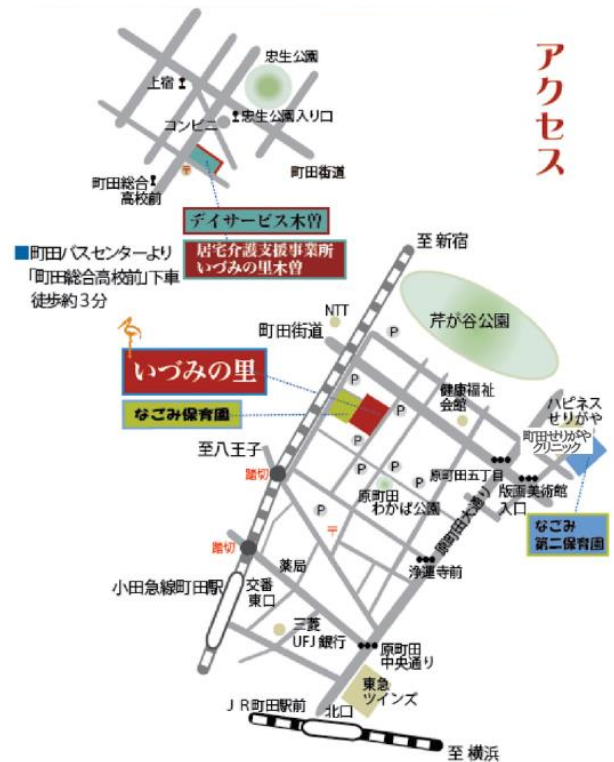 アクセス
忠生公園
上宿
コンビニ
忠生公園入り口
町田総合
高校前
町田街道
デイサービス木曽
居宅介護支援事業所
いづみの里木曽
■町田バスセンターより
「町田総合高校前」下車
徒歩約3分
至 新宿
NTT
町田街道
芹が谷公園
P
P
P
P
P
P
P
P
いづみの里
なごみ保育園
健康福祉
会館
ハピネス
せりがや
町田せりがや
クリニック
至八王子
踏切
原町田五丁目
版画美術館
入口
原町田
わかば公園
原町田大通り
なごみ
第二保育園
〒
踏切
薬局
浄運寺前
小田急線町田駅
交番
東口
三菱
UFJ銀行
原町田
中央通り
東急
ツインズ
JR町田駅前
北口
至 横浜